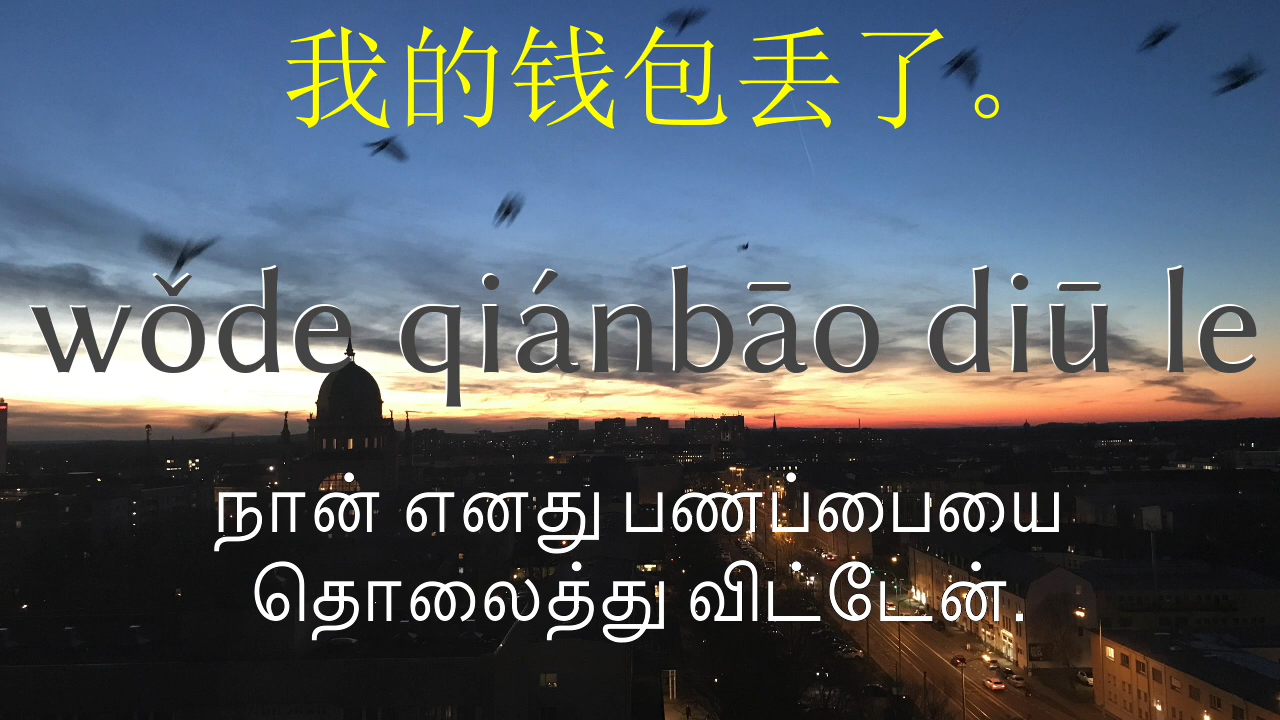 我的钱包丢了。
wǒde qiánbāo diū le
நான் எனது பணப்பையை
தொலைத்து விட்டேன்.